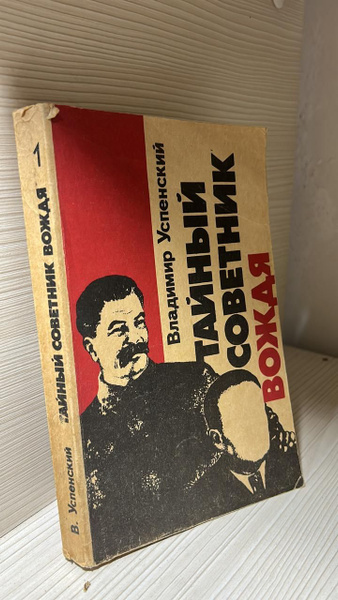 Владимир Успенский
ТАЙНЫЙ
СОВЕТНИК
ВОЖДЯ
В. Успенский
ТАЙНЫЙ СОВЕТНИК ВОЖДЯ
1